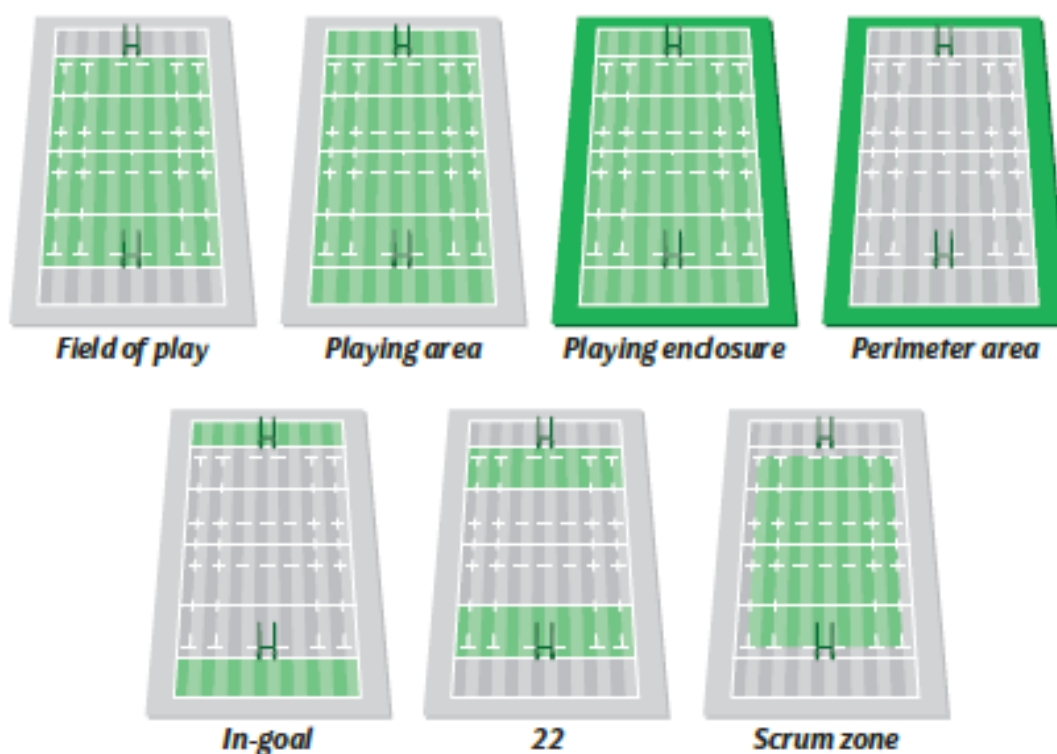 Field of play
Playing area
Playing enclosure
Perimeter area
In-goal
22
Scrum zone